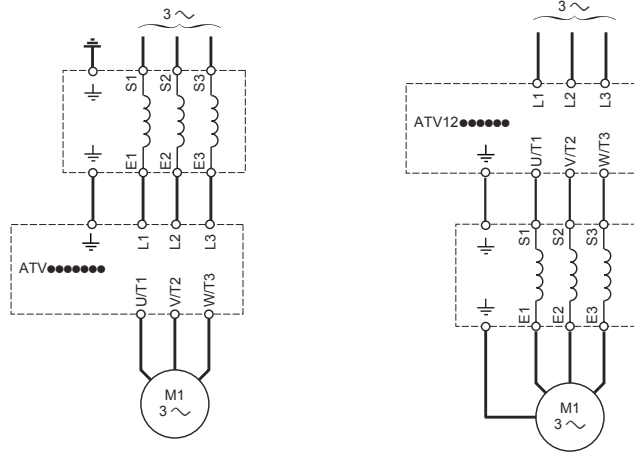 3 ~
S1 S2 S3
E1 E2 E3
L1 L2 L3
ATV●●●●●●●
U/T1 V/T2 W/T3
M1
3 ~
3 ~
L1 L2 L3
ATV12●●●●●●
U/T1 V/T2 W/T3
S1 S2 S3
E1 E2 E3
M1
3 ~